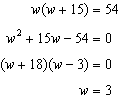 w(w + 15) = 54
w² + 15w − 54 = 0
(w + 18)(w − 3) = 0
w = 3